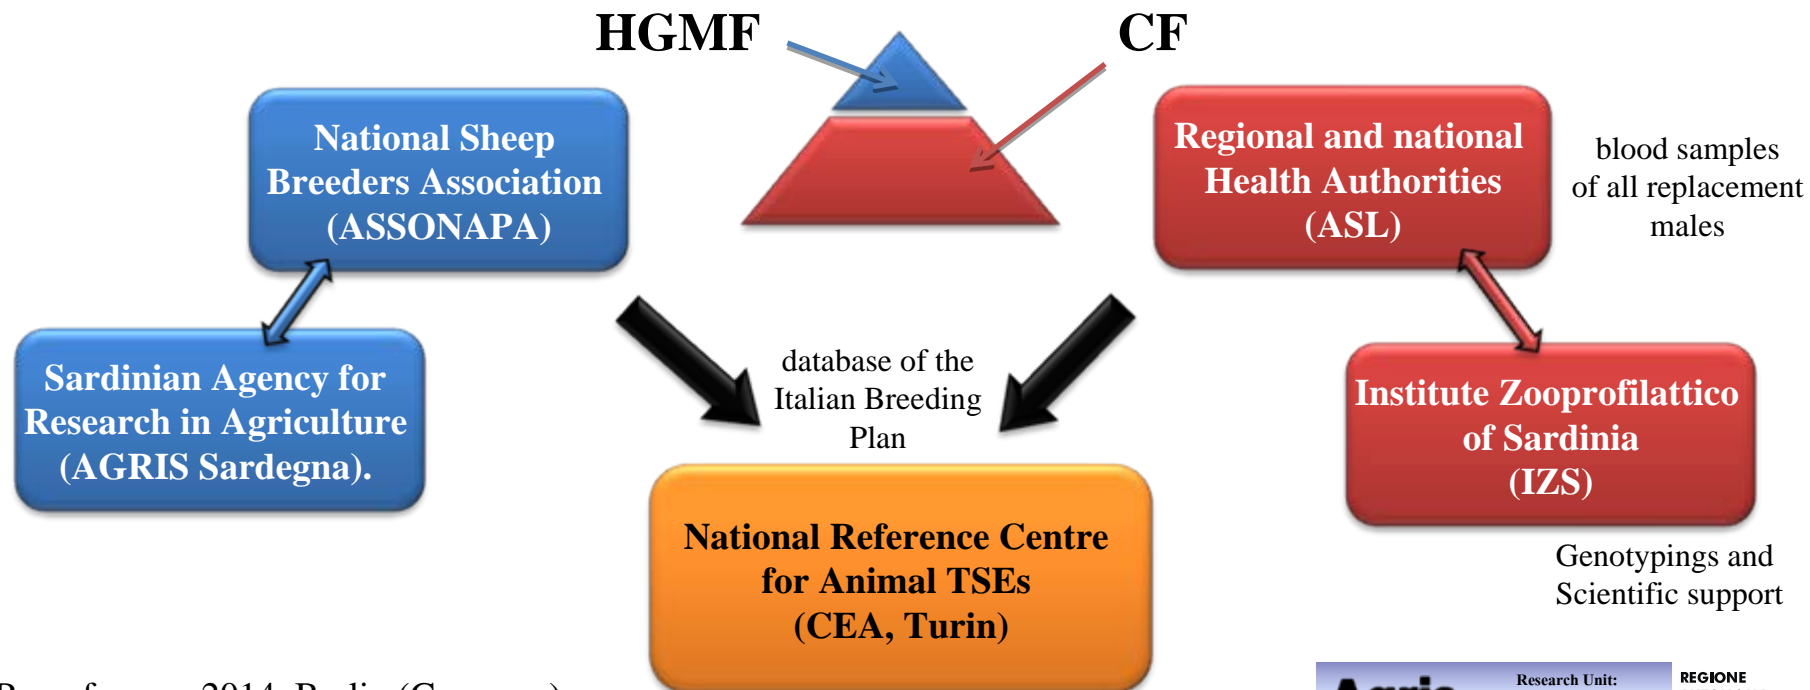 HGMF
CF
National Sheep
Breeders Association
(ASSONAPA)
Regional and national
Health Authorities
(ASL)
blood samples
of all replacement
males
Sardinian Agency for
Research in Agriculture
(AGRIS Sardegna).
database of the
Italian Breeding
Plan
Institute Zooprofilattico
of Sardinia
(IZS)
National Reference Centre
for Animal TSEs
(CEA, Turin)
Genotypings and
Scientific support
2014
Research Unit:
REGIONE